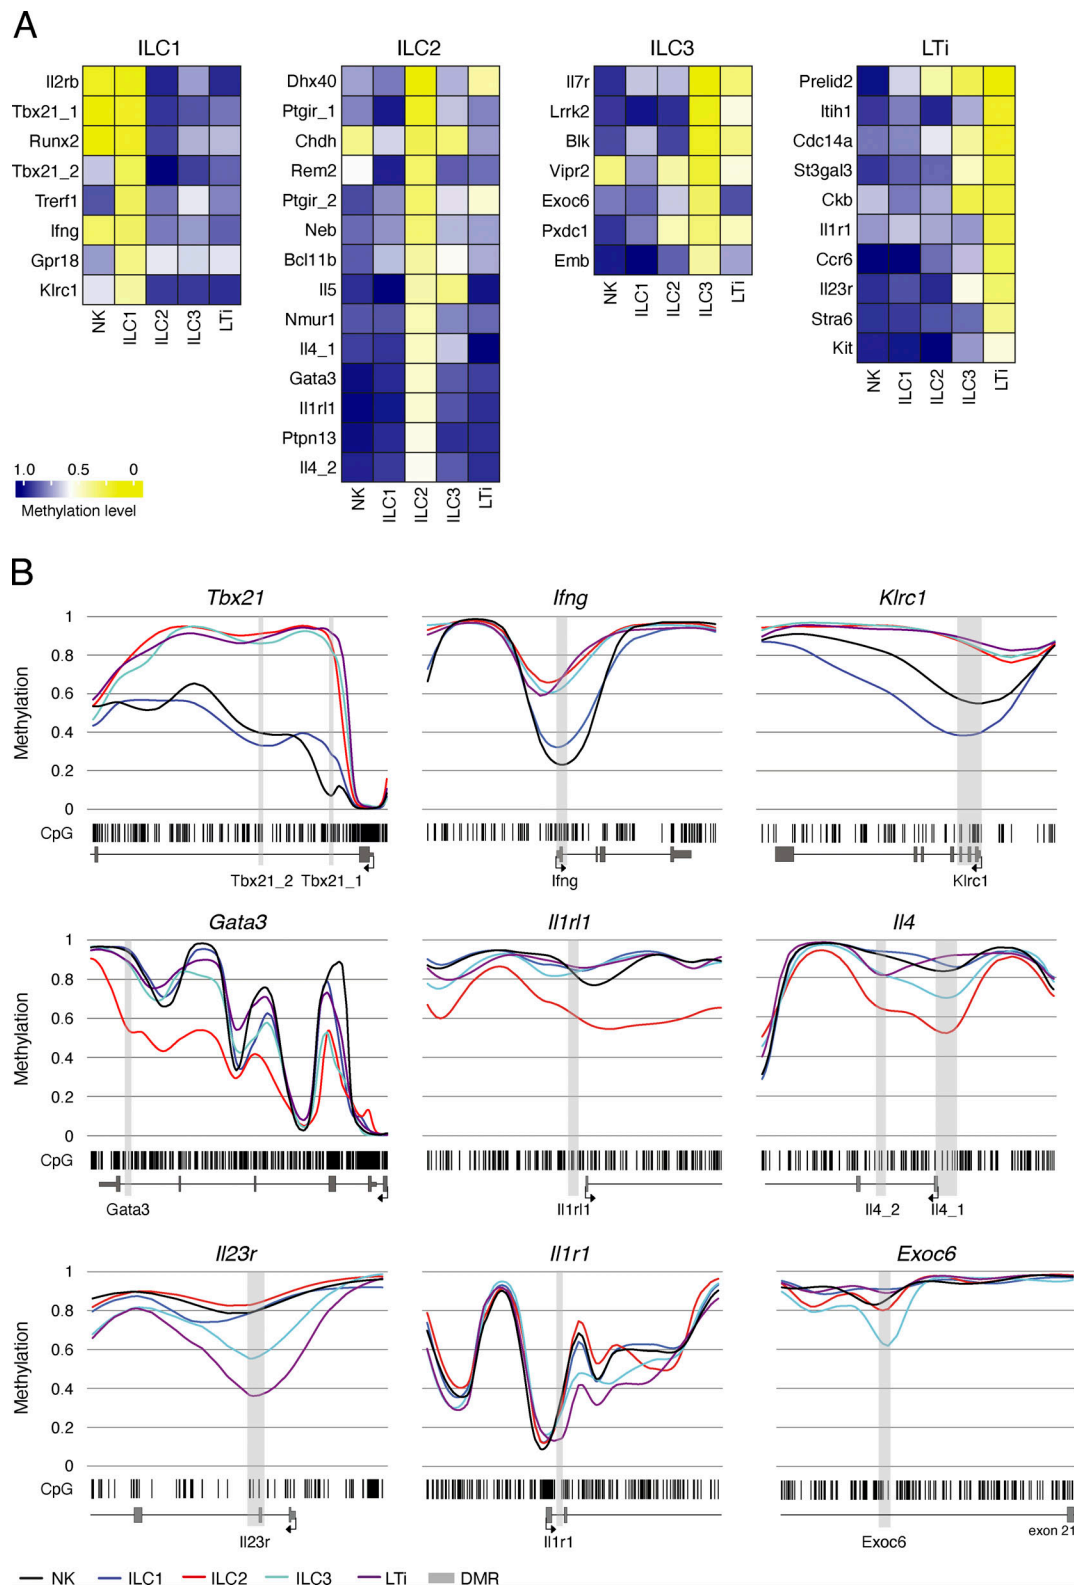 A
ILC1
Il2rb
Tbx21_1
Runx2
Tbx21_2
Trerf1
Ifng
Gpr18
Klrc1
NK
ILC1
ILC2
ILC3
LTi
ILC2
Dhx40
Ptgir_1
Chdh
Rem2
Ptgir_2
Neb
Bcl11b
Il5
Nmur1
Il4_1
Gata3
Il1rl1
Ptpn13
Il4_2
NK
ILC1
ILC2
ILC3
LTi
ILC3
Il7r
Lrrk2
Blk
Vipr2
Exoc6
Pxdc1
Emb
NK
ILC1
ILC2
ILC3
LTi
LTi
Prelid2
Itih1
Cdc14a
St3gal3
Ckb
Il1r1
Ccr6
Il23r
Stra6
Kit
NK
ILC1
ILC2
ILC3
LTi
1.0 0.5 0
Methylation level
B
Tbx21
Methylation
1
0.8
0.6
0.4
0.2
0
CpG
Tbx21_2 Tbx21_1
Ifng
Ifng
Klrc1
Klrc1
Gata3
Methylation
1
0.8
0.6
0.4
0.2
0
CpG
Gata3
Il1rl1
Il1rl1
Il4
Il4_2 Il4_1
Il23r
Methylation
1
0.8
0.6
0.4
0.2
0
CpG
Il23r
Il1r1
Il1r1
Exoc6
exon 21
Exoc6
NK ILC1 ILC2 ILC3 LTi DMR